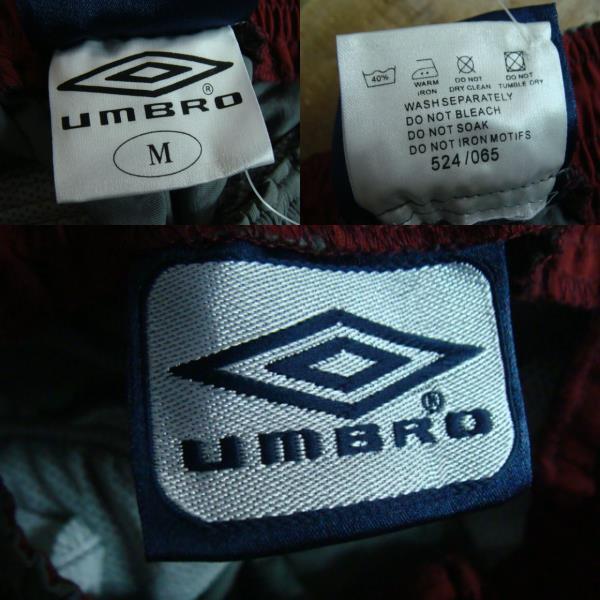 UMBRO®
M
40%
WARM IRON
DO NOT DRY CLEAN
DO NOT TUMBLE DRY
WASH SEPARATELY
DO NOT BLEACH
DO NOT SOAK
DO NOT IRON MOTIFS
524/065
UMBRO®